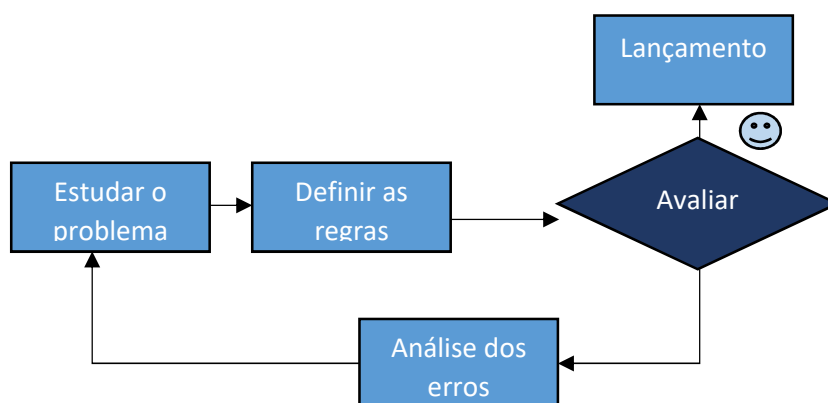 Lançamento
Estudar o
problema
Definir as
regras
Avaliar
Análise dos
erros